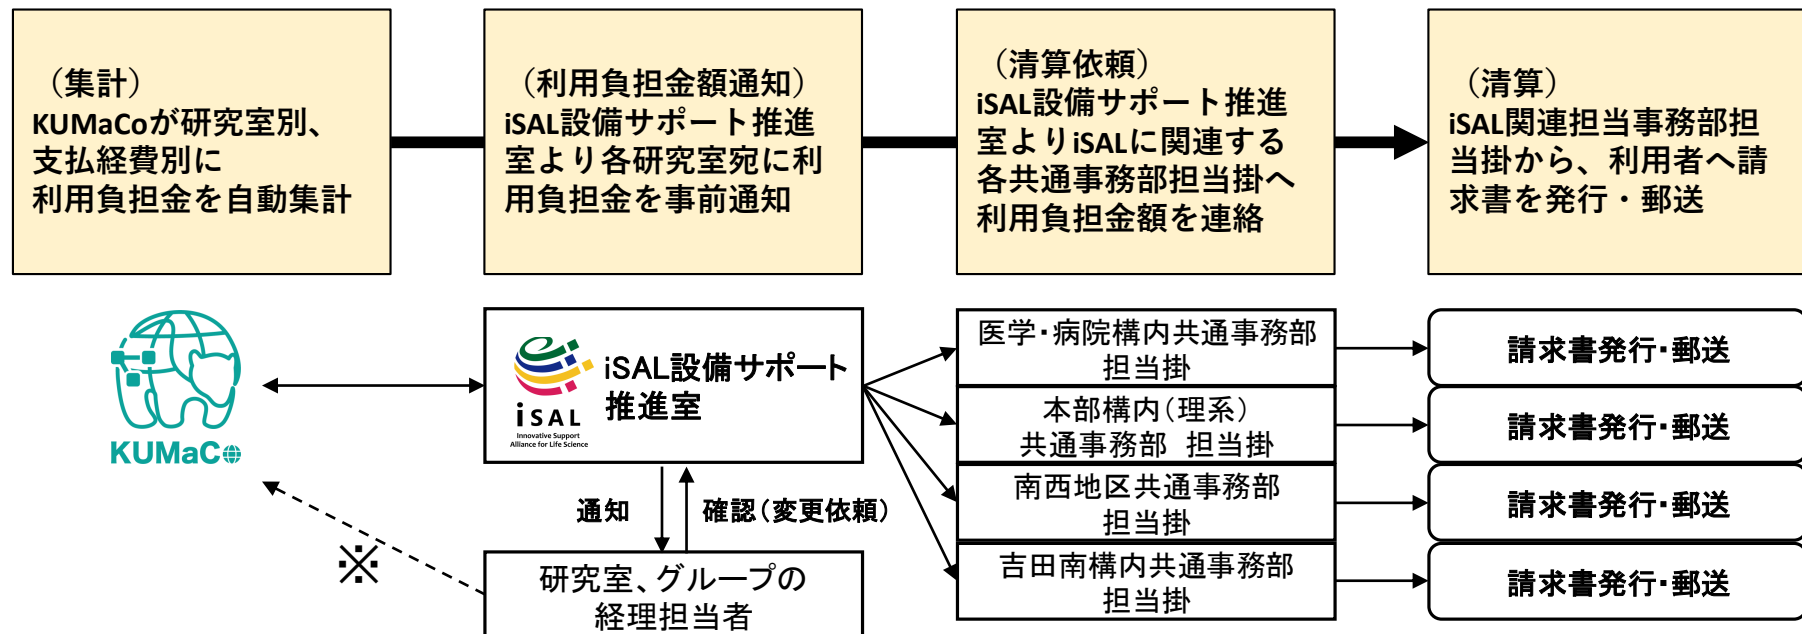 （集計）
KUMaCoが研究室別、
支払経費別に
利用負担金を自動集計
（利用負担金額通知）
iSAL設備サポート推進
室より各研究室宛に利
用負担金を事前通知
（清算依頼）
iSAL設備サポート推進
室よりiSALに関連する
各共通事務部担当掛へ
利用負担金額を連絡
（清算）
iSAL関連担当事務部担
当掛から、利用者へ請
求書を発行・郵送
KUMaCo
iSAL
Innovative Support
Alliance for Life Science
iSAL設備サポート
推進室
医学・病院構内共通事務部
担当掛
請求書発行・郵送
本部構内（理系）
共通事務部 担当掛
請求書発行・郵送
南西地区共通事務部
担当掛
請求書発行・郵送
吉田南構内共通事務部
担当掛
請求書発行・郵送
通知
確認（変更依頼）
※
研究室、グループの
経理担当者